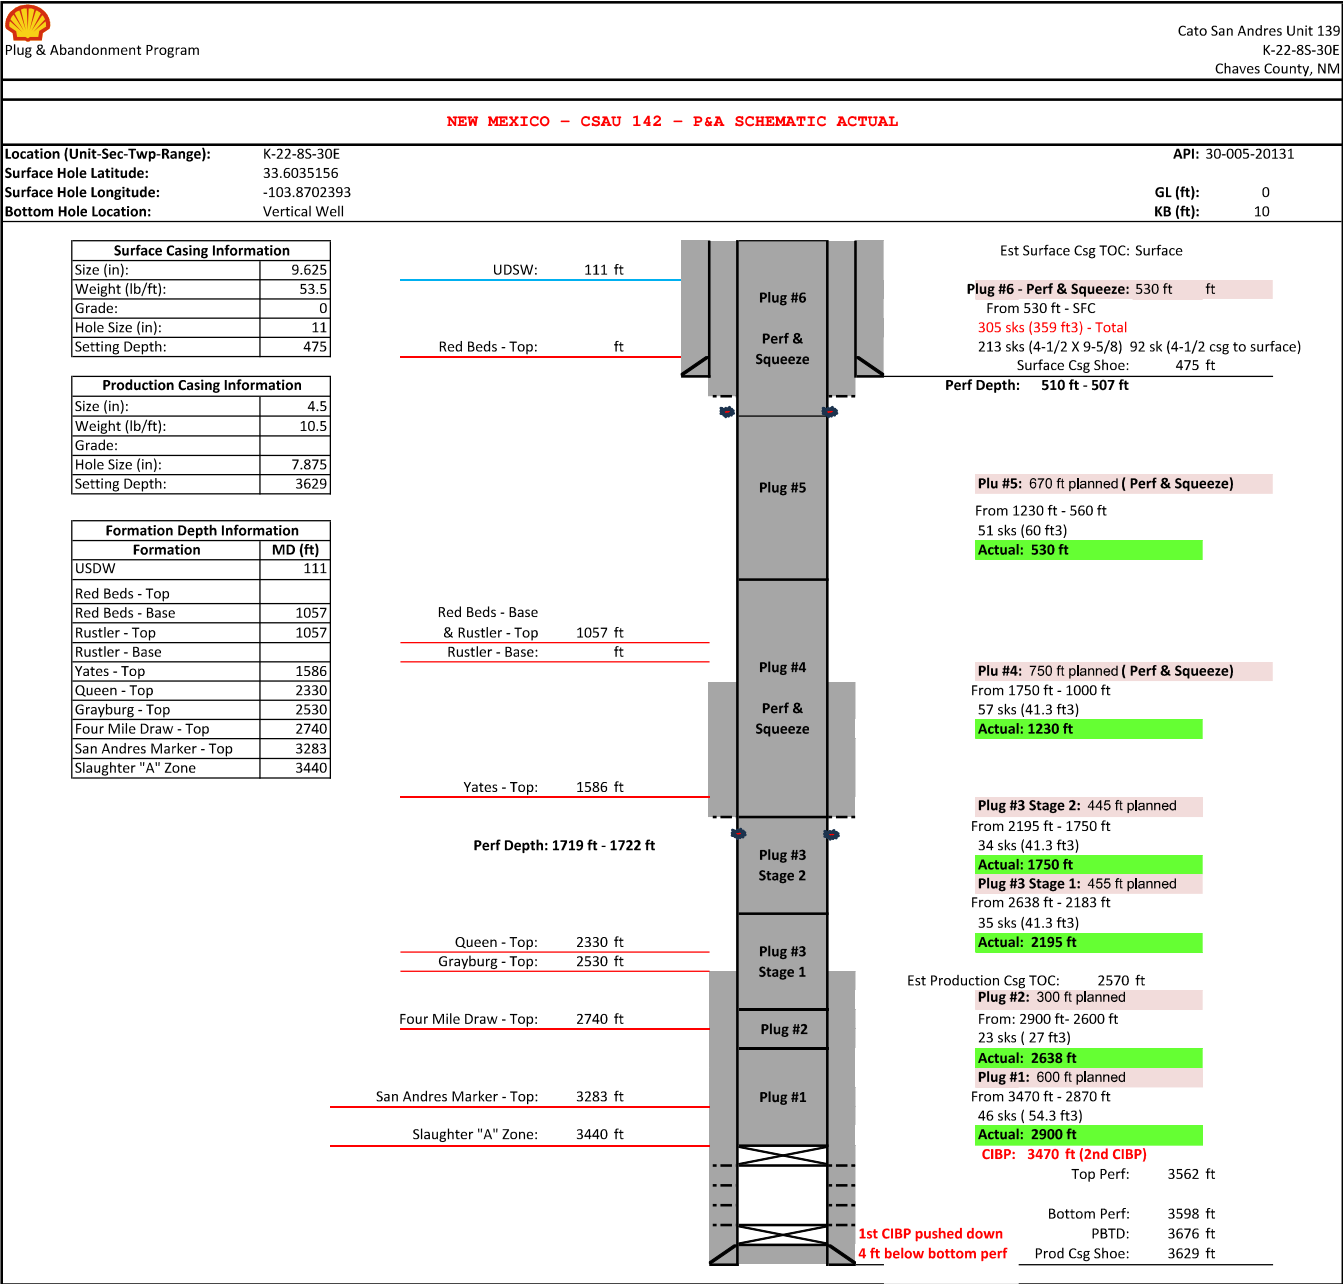 Plug & Abandonment Program
Cato San Andres Unit 139
K-22-8S-30E
Chaves County, NM
NEW MEXICO – CSAU 142 – P&A SCHEMATIC ACTUAL
Location (Unit-Sec-Twp-Range): K-22-8S-30E
API: 30-005-20131
Surface Hole Latitude: 33.6035156
Surface Hole Longitude: -103.8702393
GL (ft): 0
Bottom Hole Location: Vertical Well
KB (ft): 10
Surface Casing Information
Size (in): 9.625
Weight (lb/ft): 53.5
Grade: 0
Hole Size (in): 11
Setting Depth: 475
Production Casing Information
Size (in): 4.5
Weight (lb/ft): 10.5
Grade:
Hole Size (in): 7.875
Setting Depth: 3629
Formation Depth Information
Formation MD (ft)
USDW 111
Red Beds - Top
Red Beds - Base 1057
Rustler - Top 1057
Rustler - Base
Yates - Top 1586
Queen - Top 2330
Grayburg - Top 2530
Four Mile Draw - Top 2740
San Andres Marker - Top 3283
Slaughter "A" Zone 3440
UDSW: 111 ft
Red Beds - Top: ft
Red Beds - Base
& Rustler - Top 1057 ft
Rustler - Base: ft
Yates - Top: 1586 ft
Perf Depth: 1719 ft - 1722 ft
Queen - Top: 2330 ft
Grayburg - Top: 2530 ft
Four Mile Draw - Top: 2740 ft
San Andres Marker - Top: 3283 ft
Slaughter "A" Zone: 3440 ft
Plug #6
Perf &
Squeeze
Plug #5
Plug #4
Perf &
Squeeze
Plug #3
Stage 2
Plug #3
Stage 1
Plug #2
Plug #1
Est Surface Csg TOC: Surface
Plug #6 - Perf & Squeeze: 530 ft ft
From 530 ft - SFC
305 sks (359 ft3) - Total
213 sks (4-1/2 X 9-5/8) 92 sk (4-1/2 csg to surface)
Surface Csg Shoe: 475 ft
Perf Depth: 510 ft - 507 ft
Plu #5: 670 ft planned ( Perf & Squeeze)
From 1230 ft - 560 ft
51 sks (60 ft3)
Actual: 530 ft
Plu #4: 750 ft planned ( Perf & Squeeze)
From 1750 ft - 1000 ft
57 sks (41.3 ft3)
Actual: 1230 ft
Plug #3 Stage 2: 445 ft planned
From 2195 ft - 1750 ft
34 sks (41.3 ft3)
Actual: 1750 ft
Plug #3 Stage 1: 455 ft planned
From 2638 ft - 2183 ft
35 sks (41.3 ft3)
Actual: 2195 ft
Est Production Csg TOC: 2570 ft
Plug #2: 300 ft planned
From: 2900 ft- 2600 ft
23 sks ( 27 ft3)
Actual: 2638 ft
Plug #1: 600 ft planned
From 3470 ft - 2870 ft
46 sks ( 54.3 ft3)
Actual: 2900 ft
CIBP: 3470 ft (2nd CIBP)
Top Perf: 3562 ft
Bottom Perf: 3598 ft
1st CIBP pushed down
PBTD: 3676 ft
4 ft below bottom perf
Prod Csg Shoe: 3629 ft